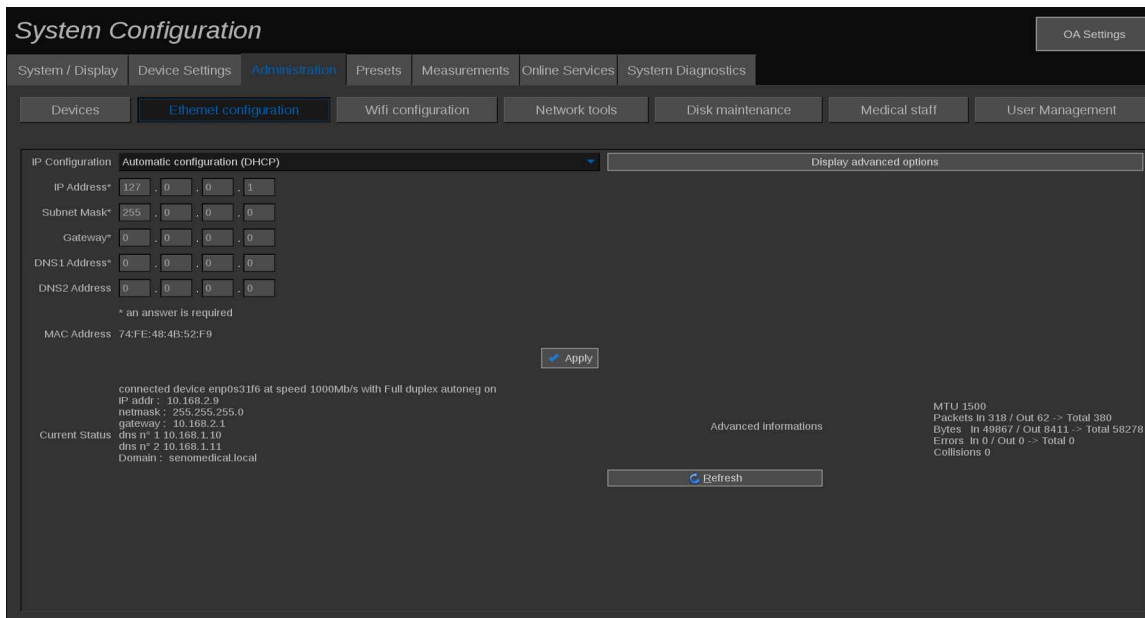 System Configuration
OA Settings
System / Display Device Settings Administration Presets Measurements Online Services System Diagnostics
Devices Ethernet configuration Wifi configuration Network tools Disk maintenance Medical staff User Management
IP Configuration Automatic configuration (DHCP) Display advanced options
IP Address* 127 . 0 . 0 . 1
Subnet Mask* 255 . 0 . 0 . 0
Gateway* 0 . 0 . 0 . 0
DNS1 Address* 0 . 0 . 0 . 0
DNS2 Address 0 . 0 . 0 . 0
* an answer is required
MAC Address 74:FE:48:4B:52:F9
Apply
Current Status
connected device enp0s31f6 at speed 1000Mb/s with Full duplex autoneg on
IP addr : 10.168.2.9
netmask : 255.255.255.0
gateway : 10.168.2.1
dns n° 1 10.168.1.10
dns n° 2 10.168.1.11
Domain : senomedical.local
Advanced informations
MTU 1500
Packets In 318 / Out 62 -> Total 380
Bytes In 49867 / Out 8411 -> Total 58278
Errors In 0 / Out 0 -> Total 0
Collisions 0
Refresh